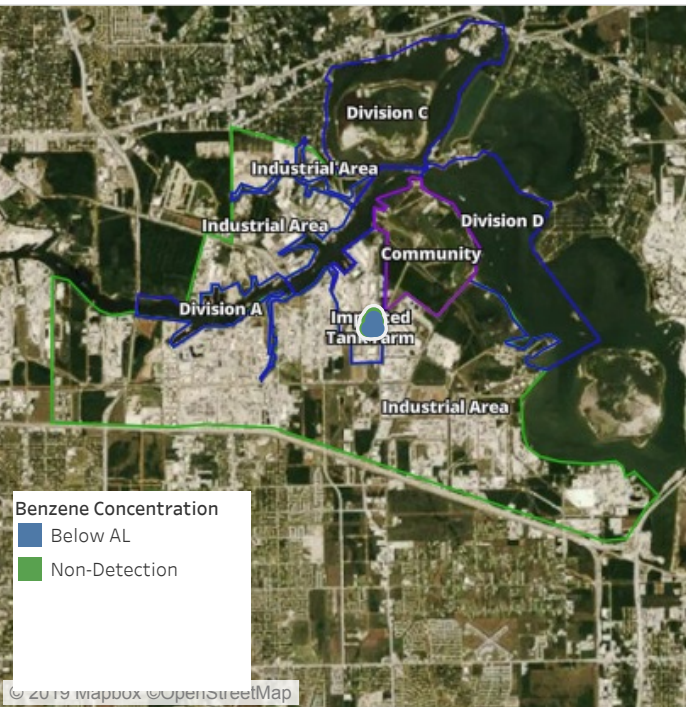 Division C
Industrial Area
Division D
Industrial Area
Community
Division A
Tank
Industrial Area
Benzene Concentration
Below AL
Non-Detection
© 2019 Mapbox ©OpenStreetMap